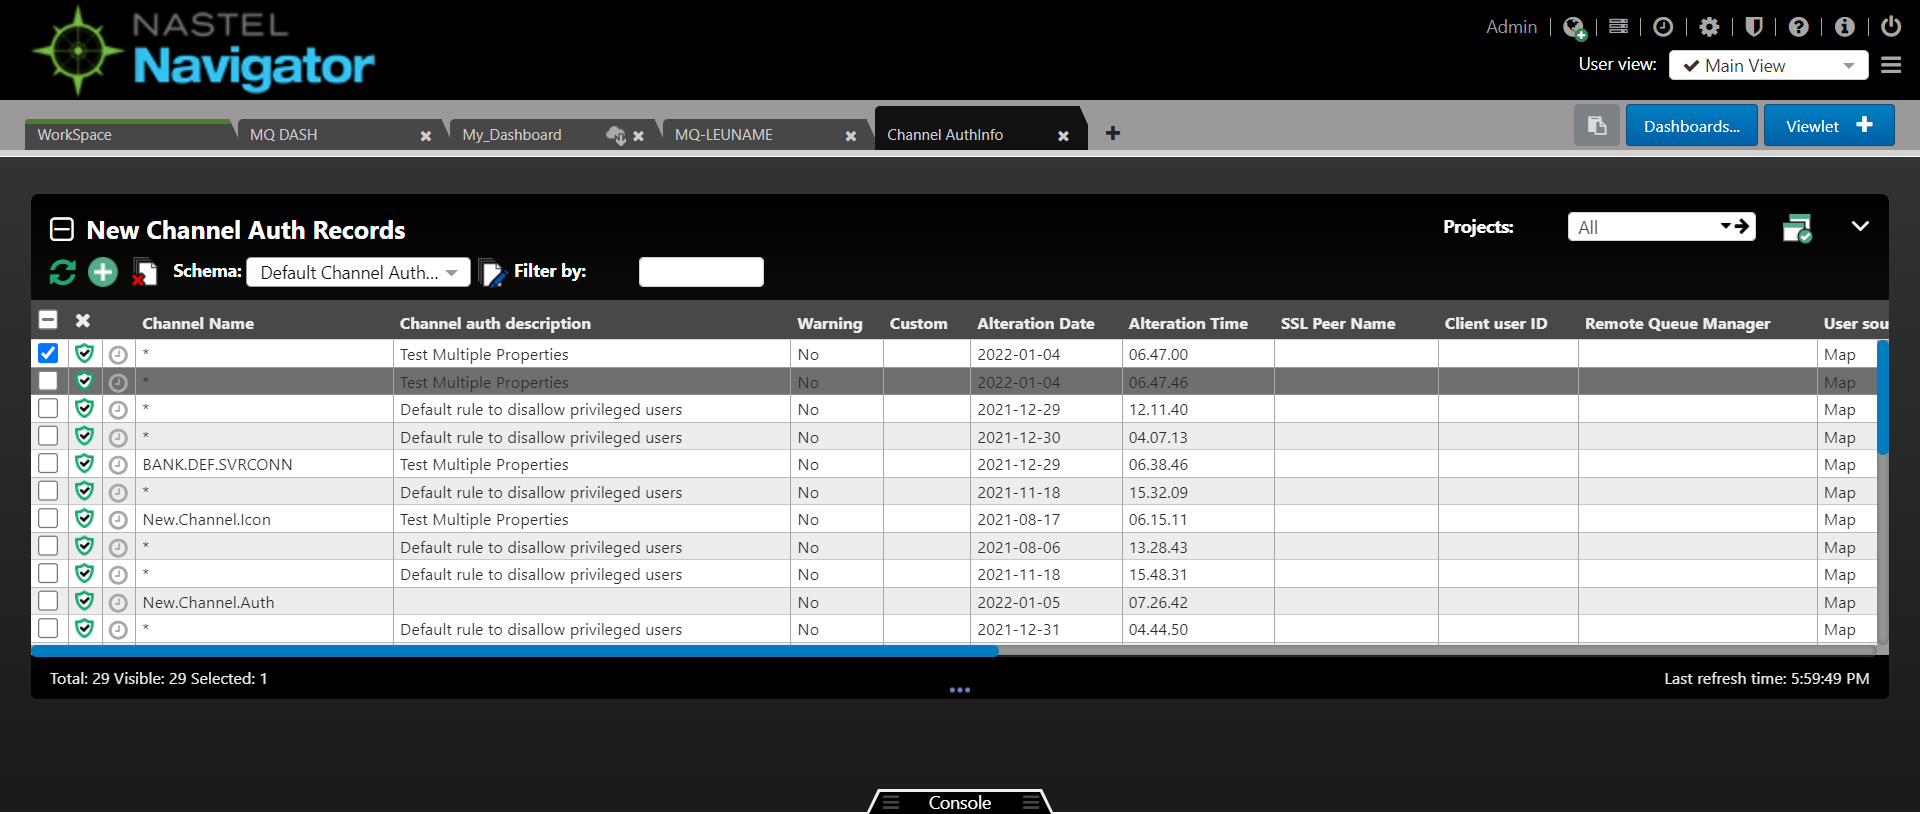 NASTEL
Navigator
Admin
User view: Main View
WorkSpace MQ DASH My_Dashboard MQ-LEUNAME Channel AuthInfo
Dashboards... Viewlet
New Channel Auth Records
Projects: All
Schema: Default Channel Auth... Filter by:
Channel Name Channel auth description Warning Custom Alteration Date Alteration Time SSL Peer Name Client user ID Remote Queue Manager User sou
* Test Multiple Properties No 2022-01-04 06.47.00 Map
* Test Multiple Properties No 2022-01-04 06.47.46 Map
* Default rule to disallow privileged users No 2021-12-29 12.11.40 Map
* Default rule to disallow privileged users No 2021-12-30 04.07.13 Map
BANK.DEF.SVRCONN Test Multiple Properties No 2021-12-29 06.38.46 Map
* Default rule to disallow privileged users No 2021-11-18 15.32.09 Map
New.Channel.Icon Test Multiple Properties No 2021-08-17 06.15.11 Map
* Default rule to disallow privileged users No 2021-08-06 13.28.43 Map
* Default rule to disallow privileged users No 2021-11-18 15.48.31 Map
New.Channel.Auth No 2022-01-05 07.26.42 Map
* Default rule to disallow privileged users No 2021-12-31 04.44.50 Map
Total: 29 Visible: 29 Selected: 1
Last refresh time: 5:59:49 PM
Console